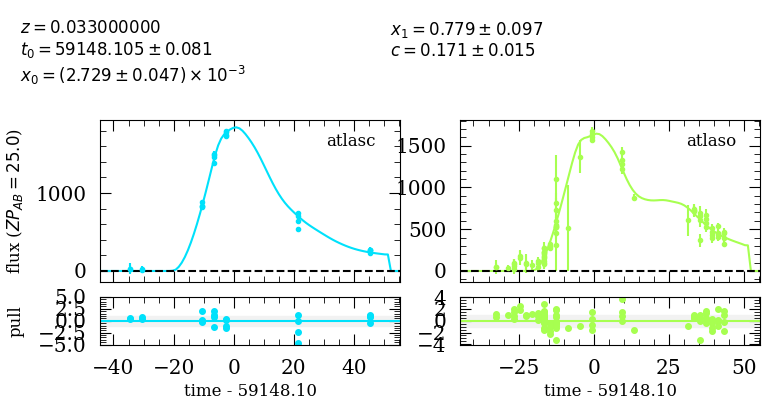 z = 0.033000000
t₀ = 59148.105 ± 0.081
x₀ = (2.729 ± 0.047) × 10⁻³
x₁ = 0.779 ± 0.097
c = 0.171 ± 0.015
flux (ZP_AB = 25.0)
1000
0
atlasc
1500
1000
500
0
atlaso
pull
5.0
2.5
0.0
−2.5
−5.0
4
2
0
−2
−4
−40 −20 0 20 40
−25 0 25 50
time - 59148.10
time - 59148.10